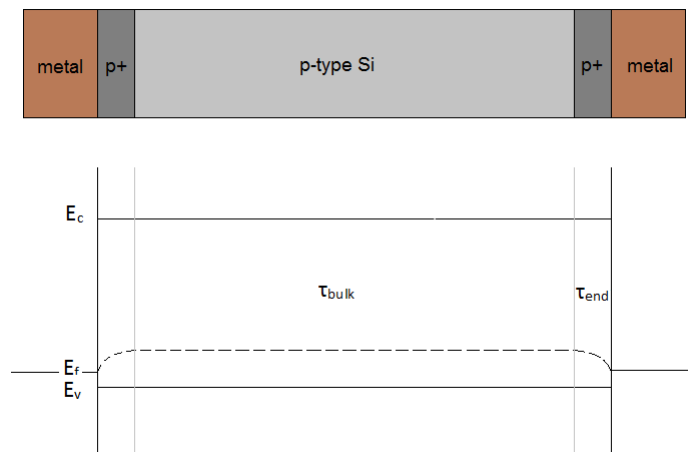 metal p+ p-type Si p+ metal
Ec
τbulk τend
Ef
Ev